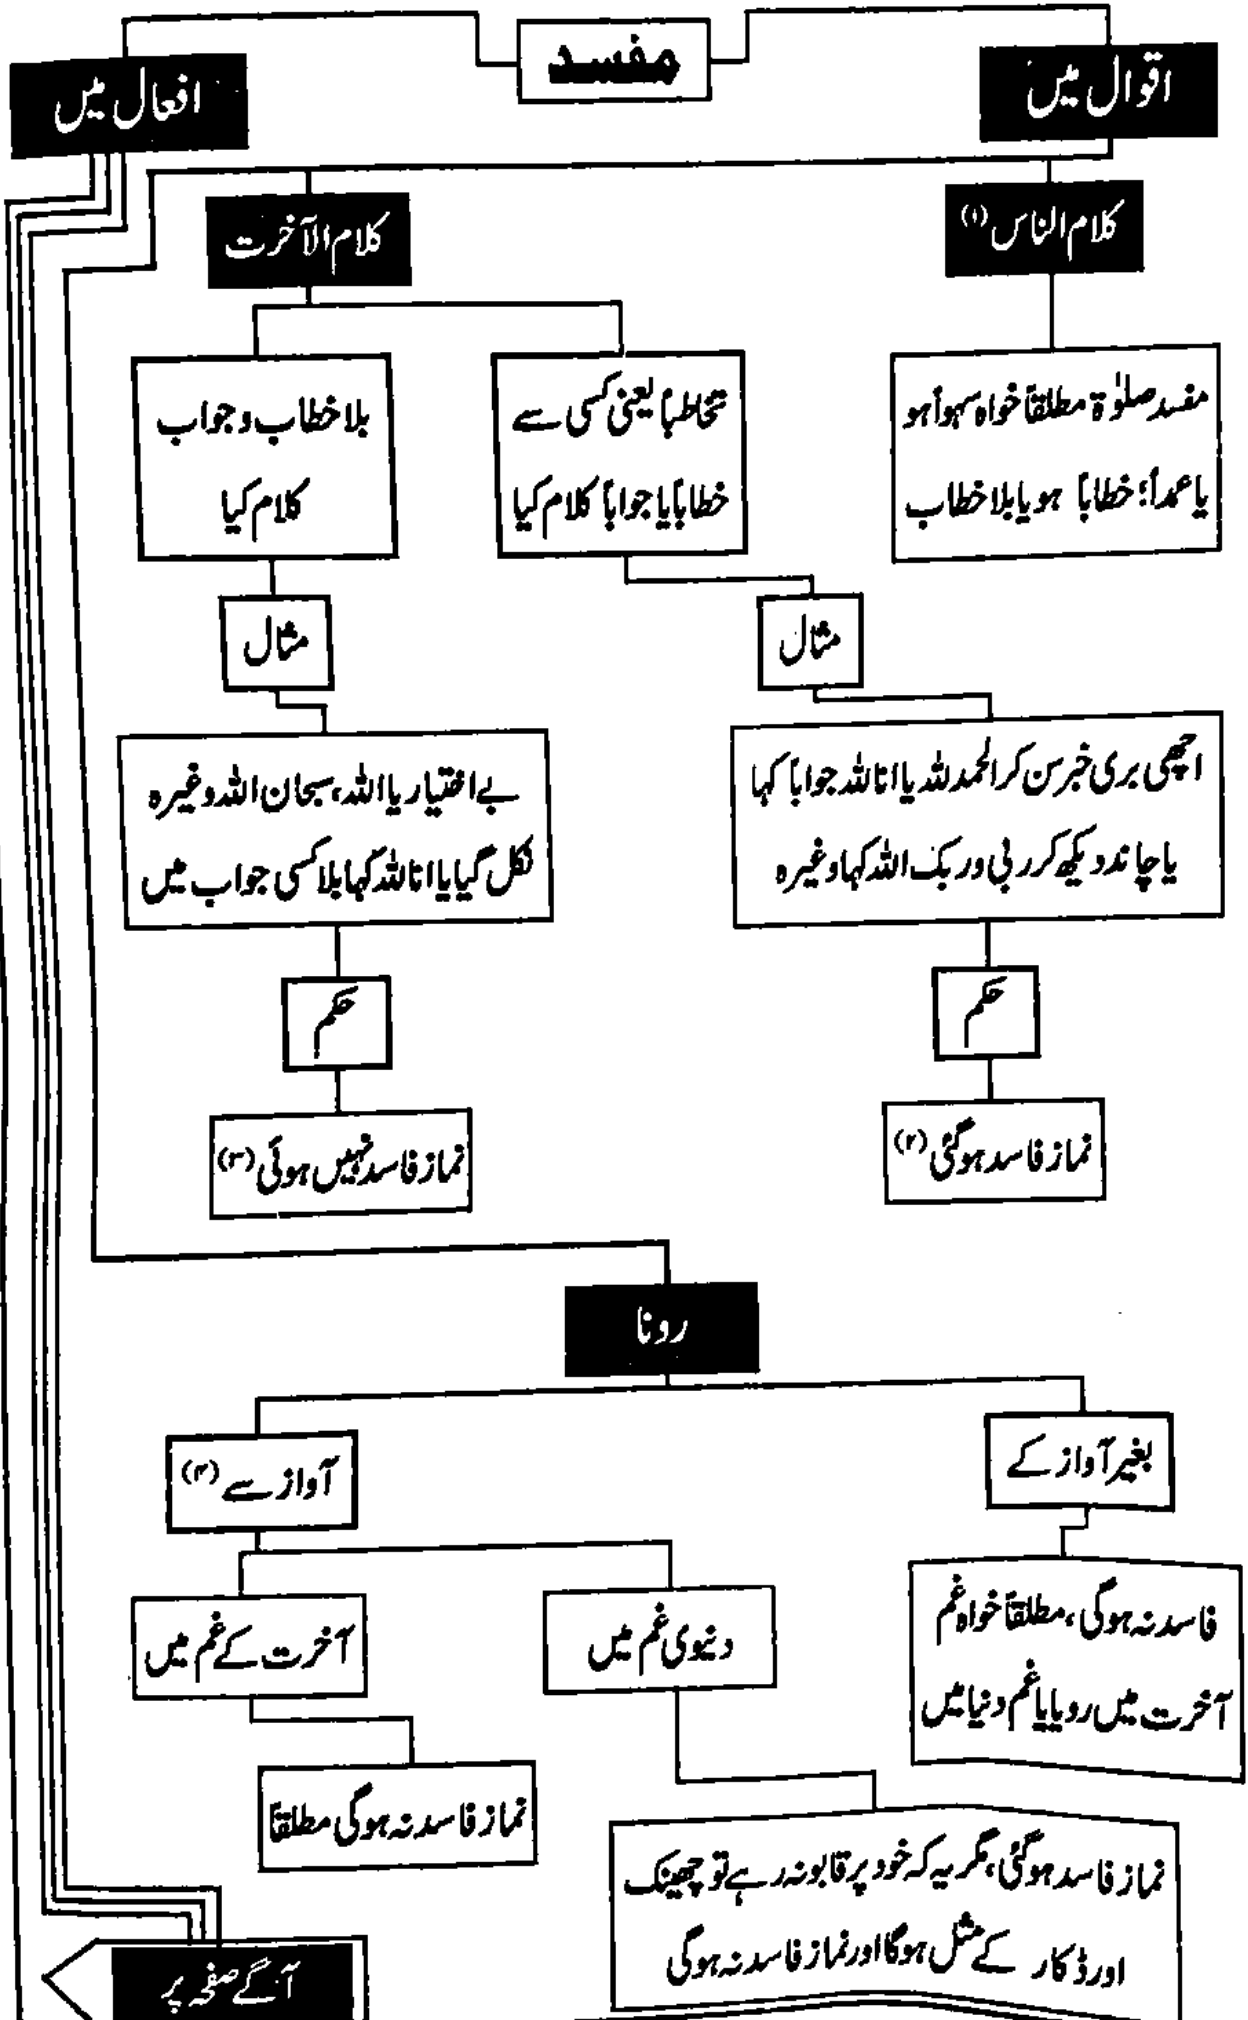 مفسد
اقوال میں
افعال میں
کلام الناس (۱)
کلام الآخرت
مفسد صلوٰۃ مطلقاً خواہ سہواً ہو
یا عمداً؛ خطاباً ہو یا بلا خطاب
تخاطباً یعنی کسی سے
خطاباً یا جواباً کلام کیا
بلا خطاب و جواب
کلام کیا
مثال
مثال
اچھی بری خبر سن کر الحمد للہ یا انا للہ جواباً کہا
یا چاند دیکھ کر ربی وربک اللہ کہا وغیرہ
بے اختیار یا اللہ، سبحان اللہ وغیرہ
نکل گیا یا انا للہ کہا بلا کسی جواب میں
حکم
حکم
نماز فاسد ہوگئی (۲)
نماز فاسد نہیں ہوئی (۳)
رونا
بغیر آواز کے
آواز سے (۴)
فاسد نہ ہوگی، مطلقاً خواہ غم
آخرت میں رویا یا غم دنیا میں
دنیوی غم میں
آخرت کے غم میں
نماز فاسد نہ ہوگی مطلقاً
نماز فاسد ہوگئی، مگر یہ کہ خود پر قابو نہ رہے تو چھینک
اور ڈکار کے مثل ہوگا اور نماز فاسد نہ ہوگی
آگے صفحہ پر